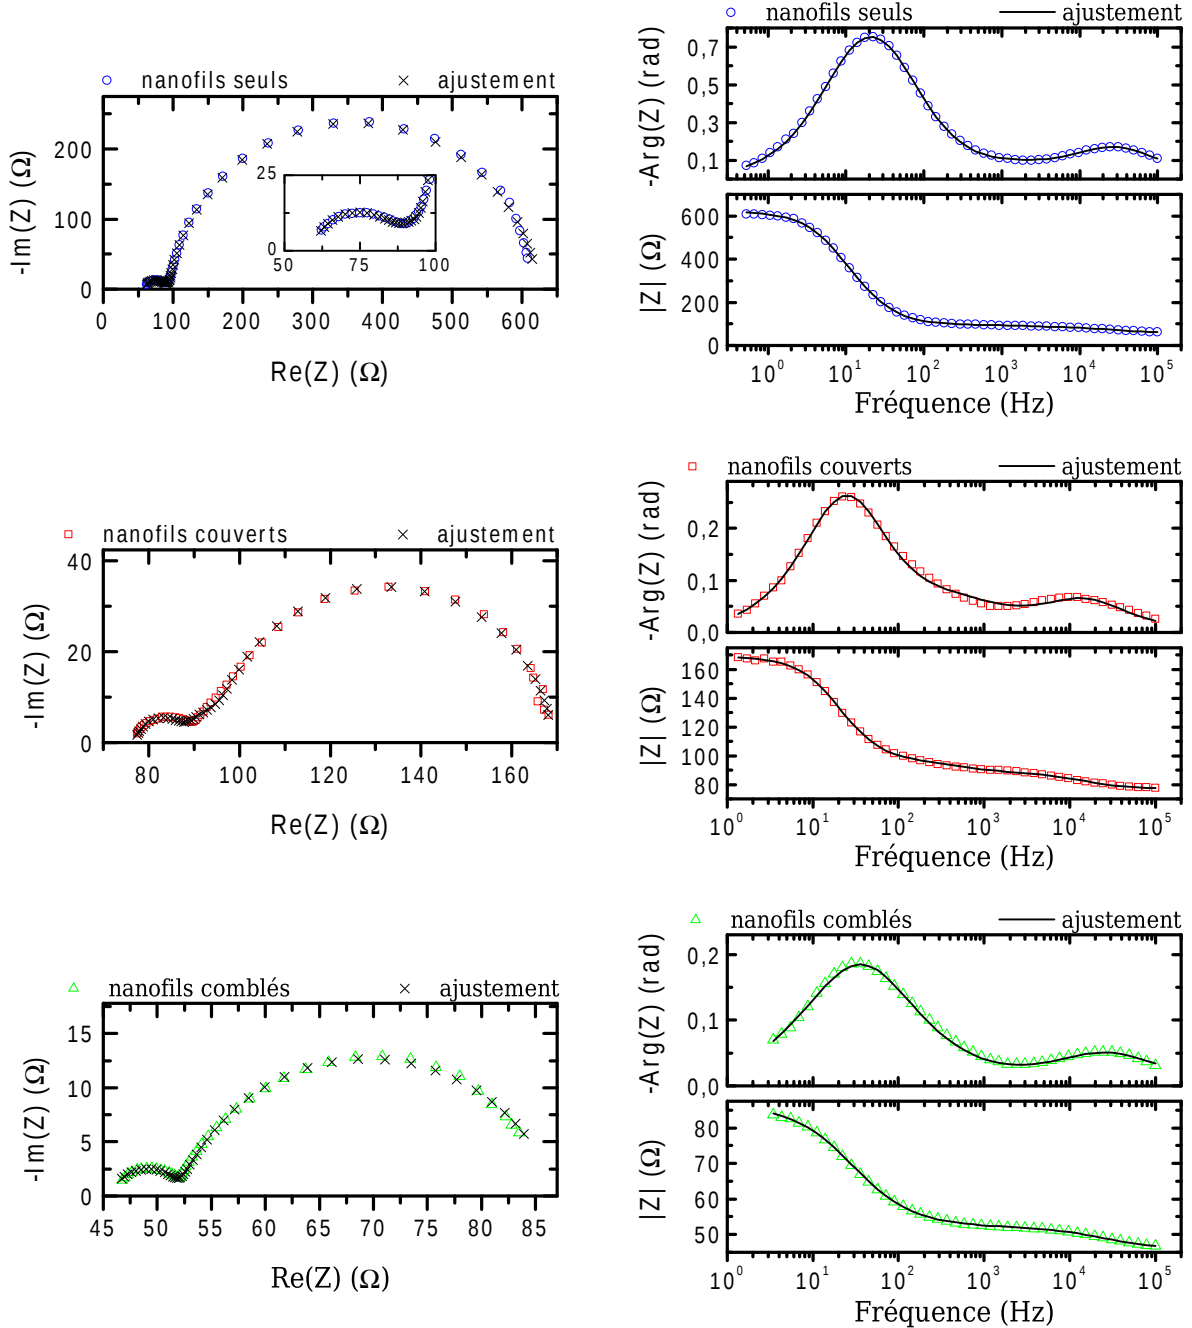 nanofils seuls ajustement
-Im(Z) (Ω)
200
100
0
25
0
50 75 100
0 100 200 300 400 500 600
Re(Z) (Ω)
nanofils seuls ajustement
-Arg(Z) (rad)
0,7
0,5
0,3
0,1
|Z| (Ω)
600
400
200
0
10^0 10^1 10^2 10^3 10^4 10^5
Fréquence (Hz)
nanofils couverts ajustement
-Im(Z) (Ω)
40
20
0
80 100 120 140 160
Re(Z) (Ω)
nanofils couverts ajustement
-Arg(Z) (rad)
0,2
0,1
0,0
|Z| (Ω)
160
140
120
100
80
10^0 10^1 10^2 10^3 10^4 10^5
Fréquence (Hz)
nanofils comblés ajustement
-Im(Z) (Ω)
15
10
5
0
45 50 55 60 65 70 75 80 85
Re(Z) (Ω)
nanofils comblés ajustement
-Arg(Z) (rad)
0,2
0,1
0,0
|Z| (Ω)
80
70
60
50
10^0 10^1 10^2 10^3 10^4 10^5
Fréquence (Hz)